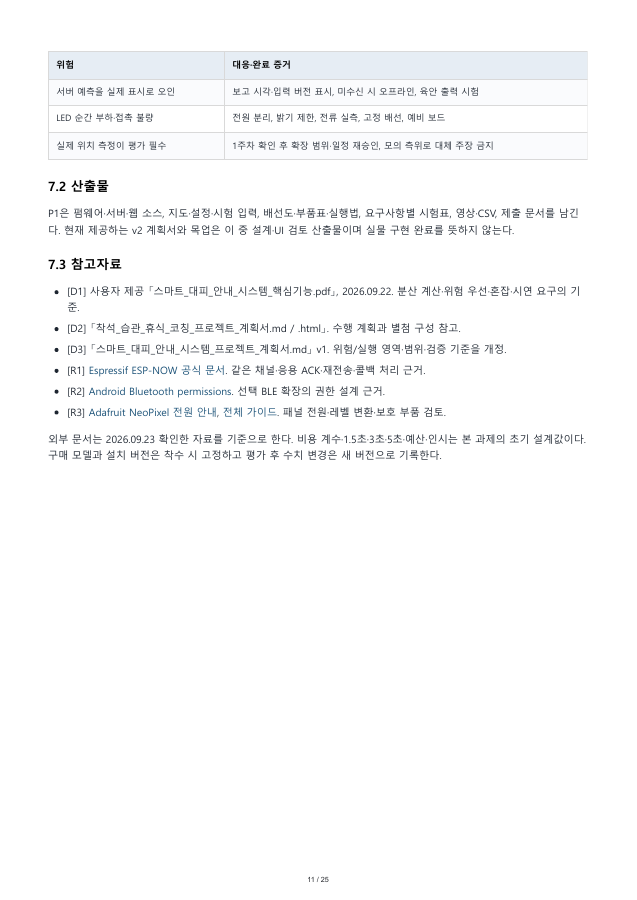 위험 대응·완료 증거
서버 예측을 실제 표시로 오인 보고 시각·입력 버전 표시, 미수신 시 오프라인, 육안 출력 시험
LED 순간 부하·접촉 불량 전원 분리, 밝기 제한, 전류 실측, 고정 배선, 예비 보드
실제 위치 측정이 평가 필수 1주차 확인 후 확장 범위·일정 재승인, 모의 측위로 대체 주장 금지
7.2 산출물
P1은 펌웨어·서버·웹 소스, 지도·설정·시험 입력, 배선도·부품표·실행법, 요구사항별 시험표, 영상·CSV, 제출 문서를 남긴
다. 현재 제공하는 v2 계획서와 목업은 이 중 설계·UI 검토 산출물이며 실물 구현 완료를 뜻하지 않는다.
7.3 참고자료
• [D1] 사용자 제공 「스마트_대피_안내_시스템_핵심기능.pdf」, 2026.09.22. 분산 계산·위험 우선·혼잡·시연 요구의 기
준.
• [D2] 「착석_습관_휴식_코칭_프로젝트_계획서.md / .html」. 수행 계획과 별첨 구성 참고.
• [D3] 「스마트_대피_안내_시스템_프로젝트_계획서.md」 v1. 위험/실행 영역·범위·검증 기준을 개정.
• [R1] Espressif ESP-NOW 공식 문서. 같은 채널·응용 ACK·재전송·콜백 처리 근거.
• [R2] Android Bluetooth permissions. 선택 BLE 확장의 권한 설계 근거.
• [R3] Adafruit NeoPixel 전원 안내, 전체 가이드. 패널 전원·레벨 변환·보호 부품 검토.
외부 문서는 2026.09.23 확인한 자료를 기준으로 한다. 비용 계수·1.5초·3초·5초·예산·인시는 본 과제의 초기 설계값이다.
구매 모델과 설치 버전은 착수 시 고정하고 평가 후 수치 변경은 새 버전으로 기록한다.
11 / 25